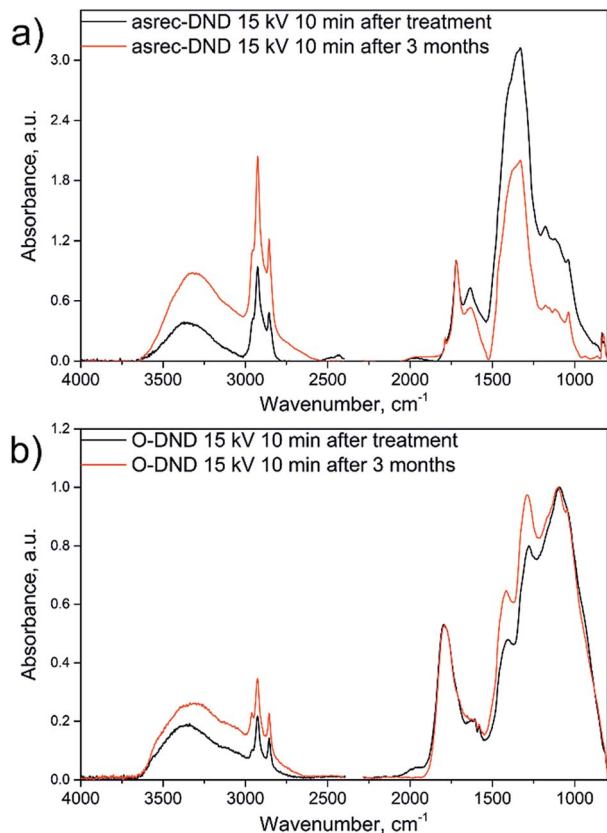 a)
asrec-DND 15 kV 10 min after treatment
asrec-DND 15 kV 10 min after 3 months
3.0
2.4
1.8
1.2
0.6
0.0
Absorbance, a.u.
4000 3500 3000 2500 2000 1500 1000
Wavenumber, cm-1
b)
O-DND 15 kV 10 min after treatment
O-DND 15 kV 10 min after 3 months
1.2
1.0
0.8
0.6
0.4
0.2
0.0
Absorbance, a.u.
4000 3500 3000 2500 2000 1500 1000
Wavenumber, cm-1